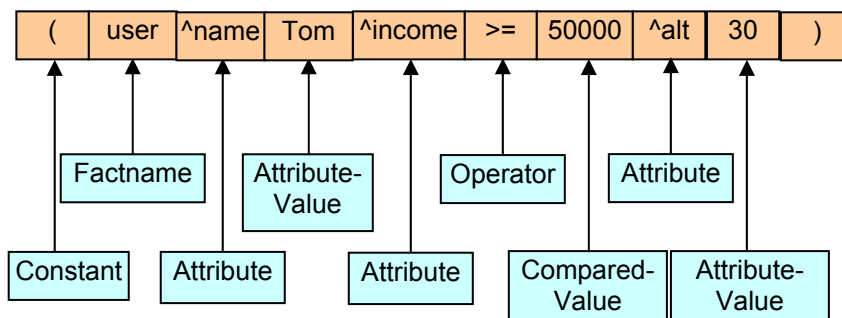 ( user ^name Tom ^income >= 50000 ^alt 30 )
Factname
Attribute-
Value
Operator
Attribute
Constant
Attribute
Attribute
Compared-
Value
Attribute-
Value